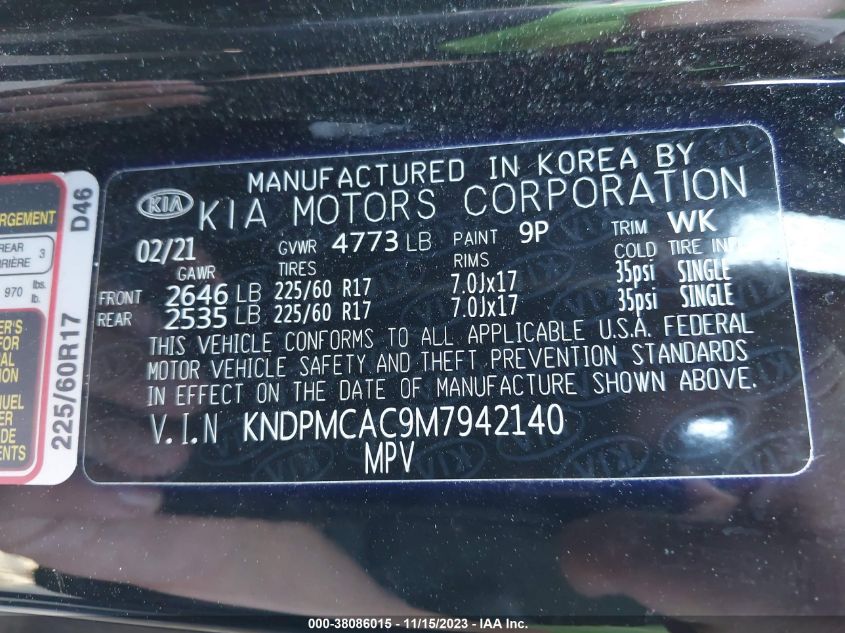 MANUFACTURED IN KOREA BY
KIA KIA MOTORS CORPORATION
02/21 GVWR 4773 LB PAINT 9P TRIM WK
GAWR TIRES RIMS COLD TIRE INFL
FRONT 2646 LB 225/60 R17 7.0Jx17 35psi SINGLE
REAR 2535 LB 225/60 R17 7.0Jx17 35psi SINGLE
THIS VEHICLE CONFORMS TO ALL APPLICABLE U.S.A. FEDERAL
MOTOR VEHICLE SAFETY AND THEFT PREVENTION STANDARDS
IN EFFECT ON THE DATE OF MANUFACTURE SHOWN ABOVE.
V.I.N KNDPMCAC9M7942140
MPV
ARGEMENT
REAR
3
970 lbs.
lb.
225/60R17 D46
000-38086015 - 11/15/2023 - IAA, Inc.